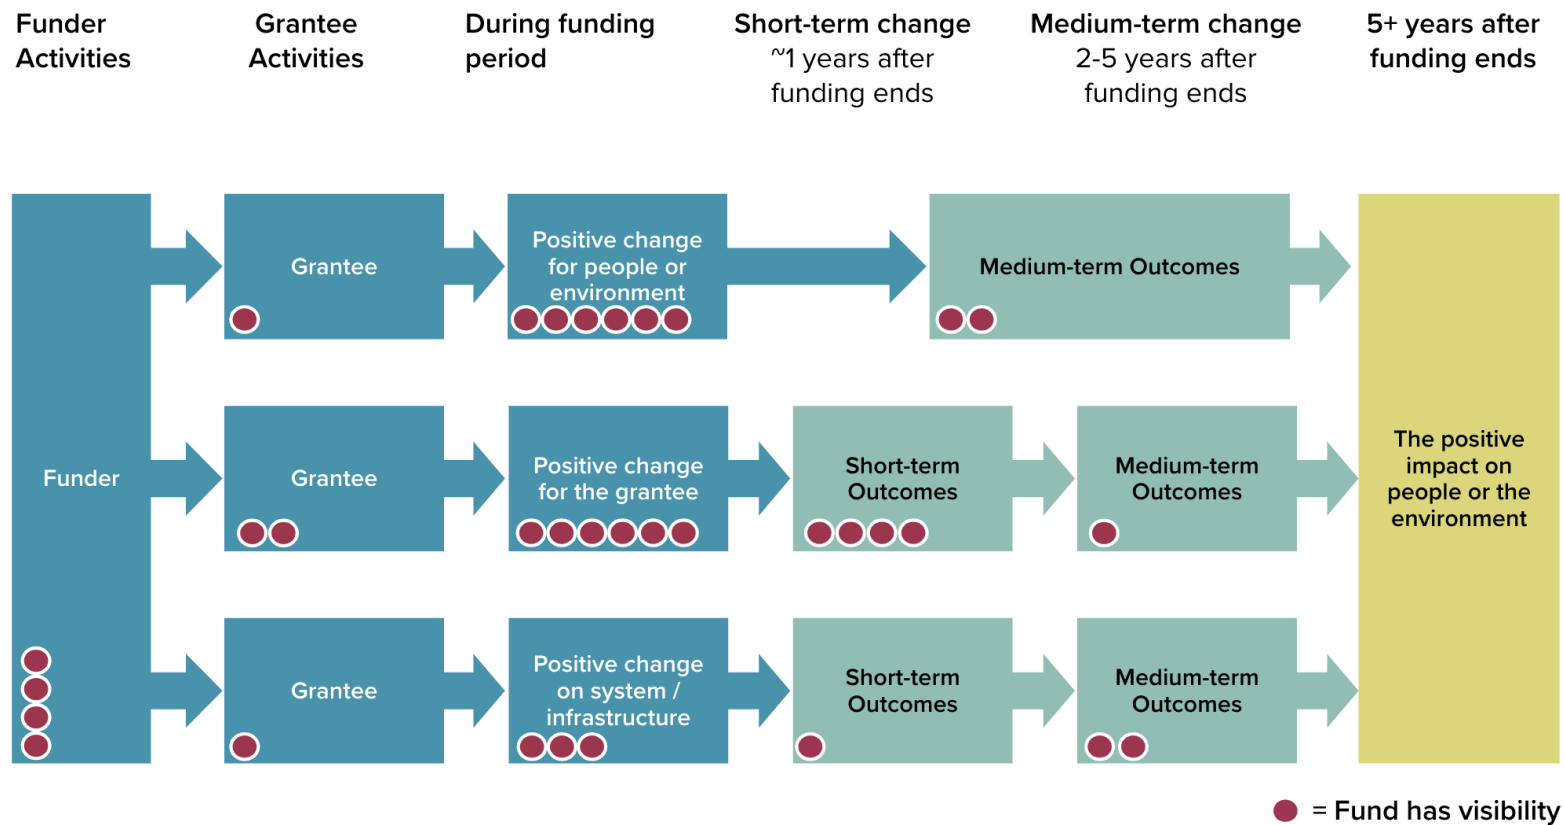 Funder
Activities
Grantee
Activities
During funding
period
Short-term change
~1 years after
funding ends
Medium-term change
2-5 years after
funding ends
5+ years after
funding ends
Funder
Grantee
Positive change
for people or
environment
Medium-term Outcomes
Grantee
Positive change
for the grantee
Short-term
Outcomes
Medium-term
Outcomes
Grantee
Positive change
on system /
infrastructure
Short-term
Outcomes
Medium-term
Outcomes
The positive
impact on
people or the
environment
= Fund has visibility